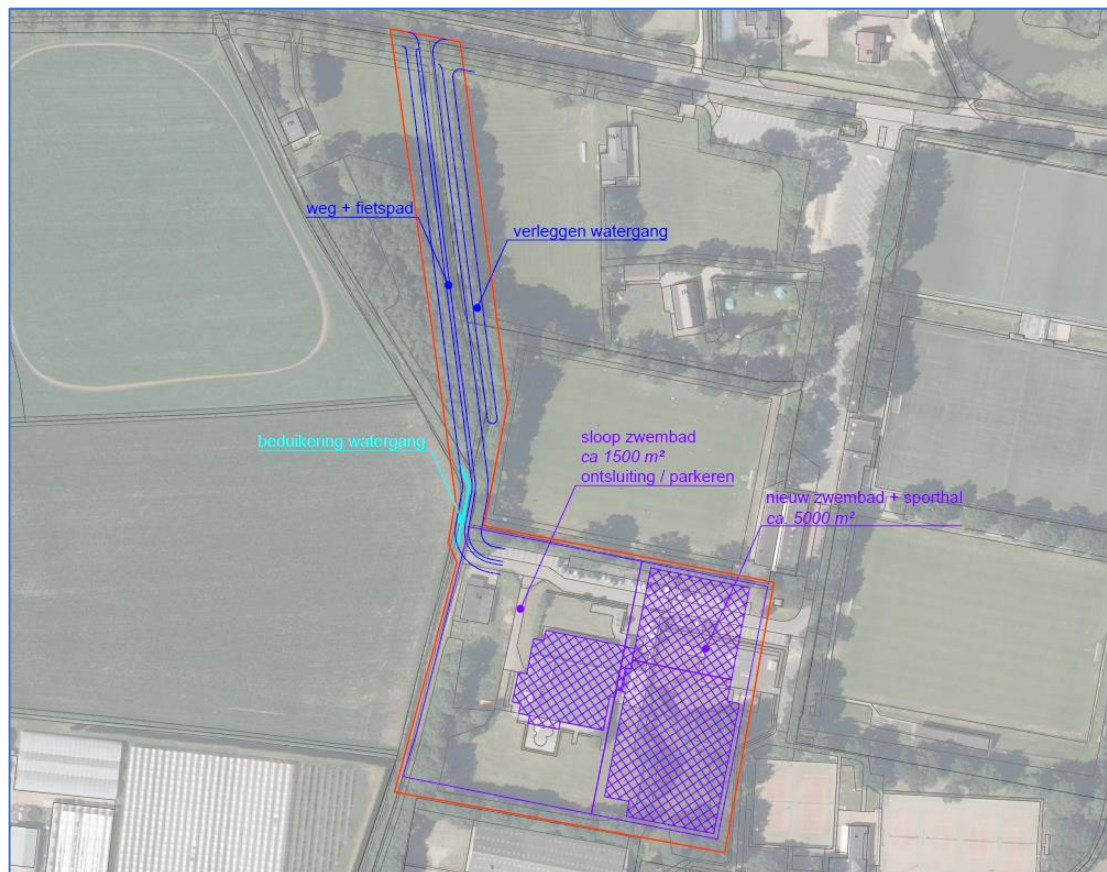 weg + fietspad
verleggen watergang
beduikering watergang
sloop zwembad
ca 1500 m²
ontsluiting / parkeren
nieuw zwembad + sporthal
ca. 5000 m²